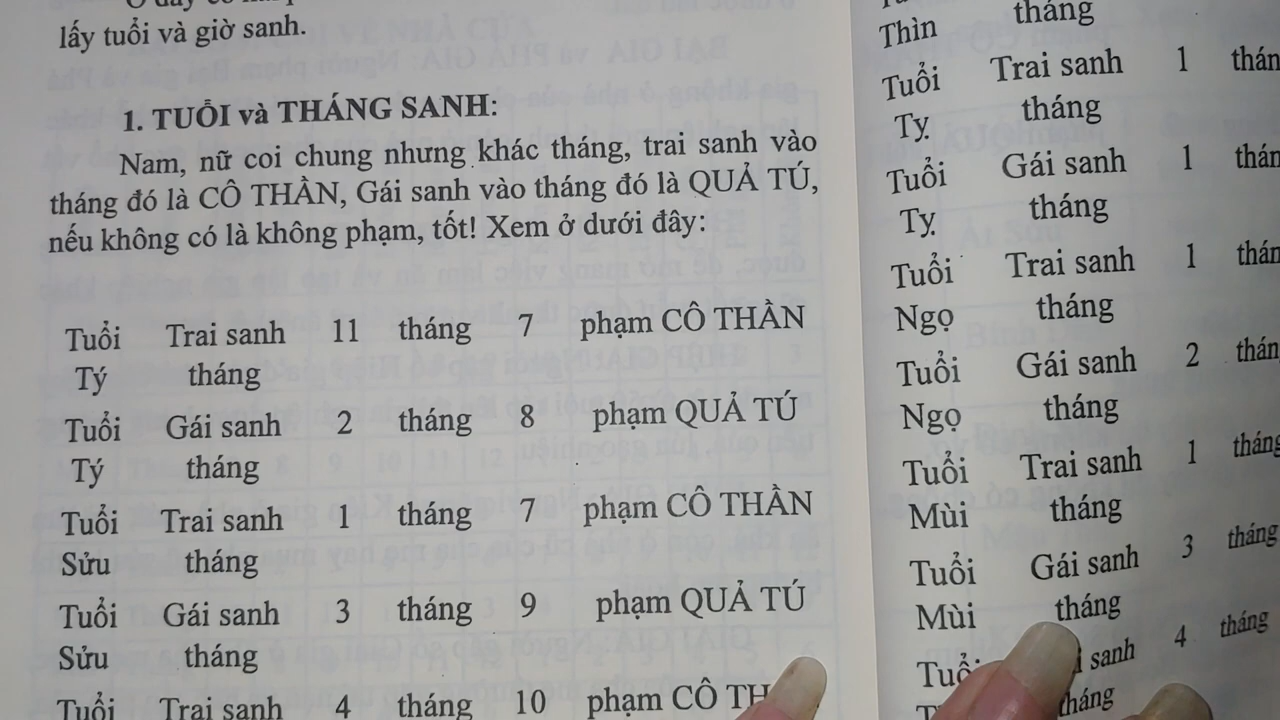 lấy tuổi và giờ sanh.
1. TUỔI và THÁNG SANH:
Nam, nữ coi chung nhưng khác tháng, trai sanh vào
tháng đó là CÔ THẦN, Gái sanh vào tháng đó là QUẢ TÚ,
nếu không có là không phạm, tốt! Xem ở dưới đây:
Tuổi Trai sanh 11 tháng 7 phạm CÔ THẦN
Tý tháng
Tuổi Gái sanh 2 tháng 8 phạm QUẢ TÚ
Tý tháng
Tuổi Trai sanh 1 tháng 7 phạm CÔ THẦN
Sửu tháng
Tuổi Gái sanh 3 tháng 9 phạm QUẢ TÚ
Sửu tháng
Tuổi Trai sanh 4 tháng 10 phạm CÔ
Thìn tháng
Tuổi Trai sanh 1
Tỵ tháng
Tuổi Gái sanh 1
Tỵ tháng
Tuổi Trai sanh 1
Ngọ tháng
Tuổi Gái sanh 2
Ngọ tháng
Tuổi Trai sanh 1 tháng
Mùi tháng
Tuổi Gái sanh 3 tháng
Mùi tháng
Tuổi sanh 4 tháng
tháng